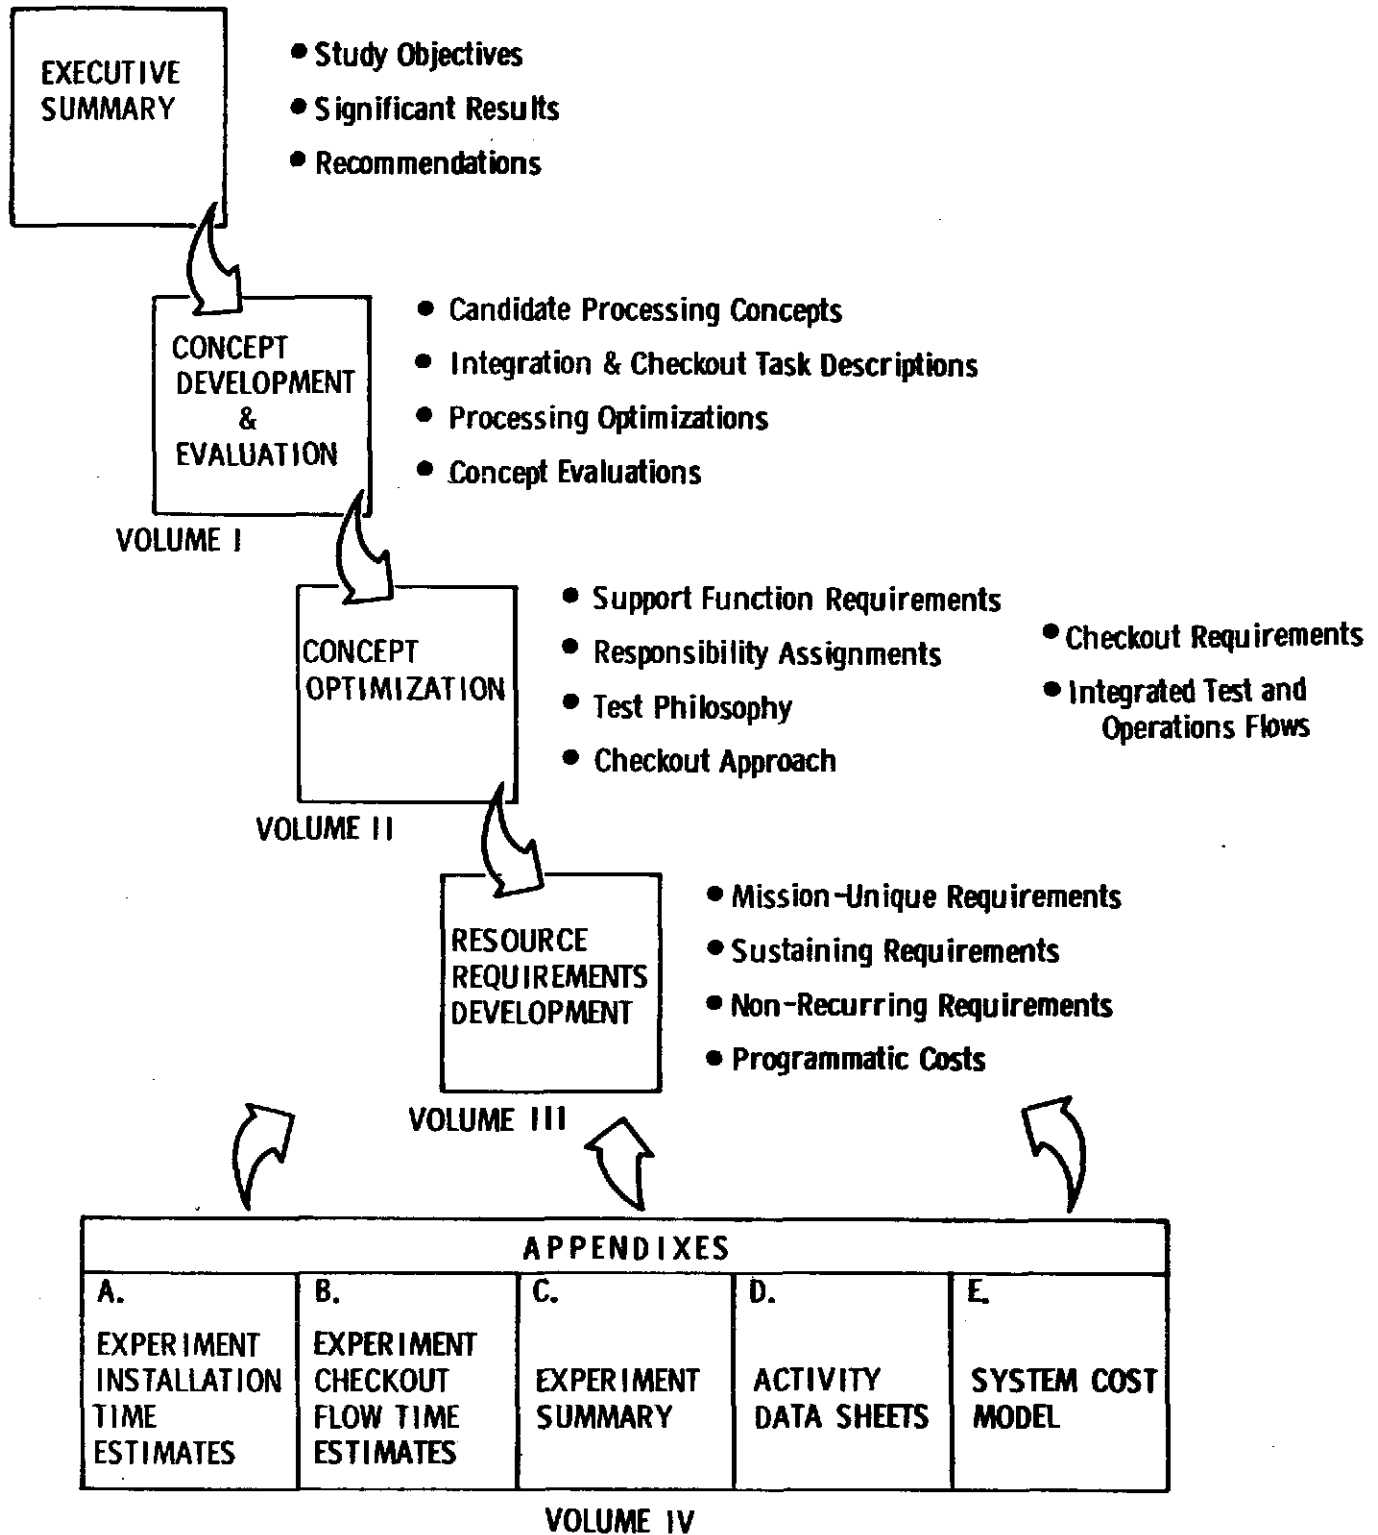 EXECUTIVE
SUMMARY
● Study Objectives
● Significant Results
● Recommendations
CONCEPT
DEVELOPMENT
&
EVALUATION
VOLUME I
● Candidate Processing Concepts
● Integration & Checkout Task Descriptions
● Processing Optimizations
● Concept Evaluations
CONCEPT
OPTIMIZATION
VOLUME II
● Support Function Requirements
● Responsibility Assignments
● Test Philosophy
● Checkout Approach
● Checkout Requirements
● Integrated Test and
Operations Flows
RESOURCE
REQUIREMENTS
DEVELOPMENT
VOLUME III
● Mission-Unique Requirements
● Sustaining Requirements
● Non-Recurring Requirements
● Programmatic Costs
APPENDIXES
A.
EXPERIMENT
INSTALLATION
TIME
ESTIMATES
B.
EXPERIMENT
CHECKOUT
FLOW TIME
ESTIMATES
C.
EXPERIMENT
SUMMARY
D.
ACTIVITY
DATA SHEETS
E.
SYSTEM COST
MODEL
VOLUME IV